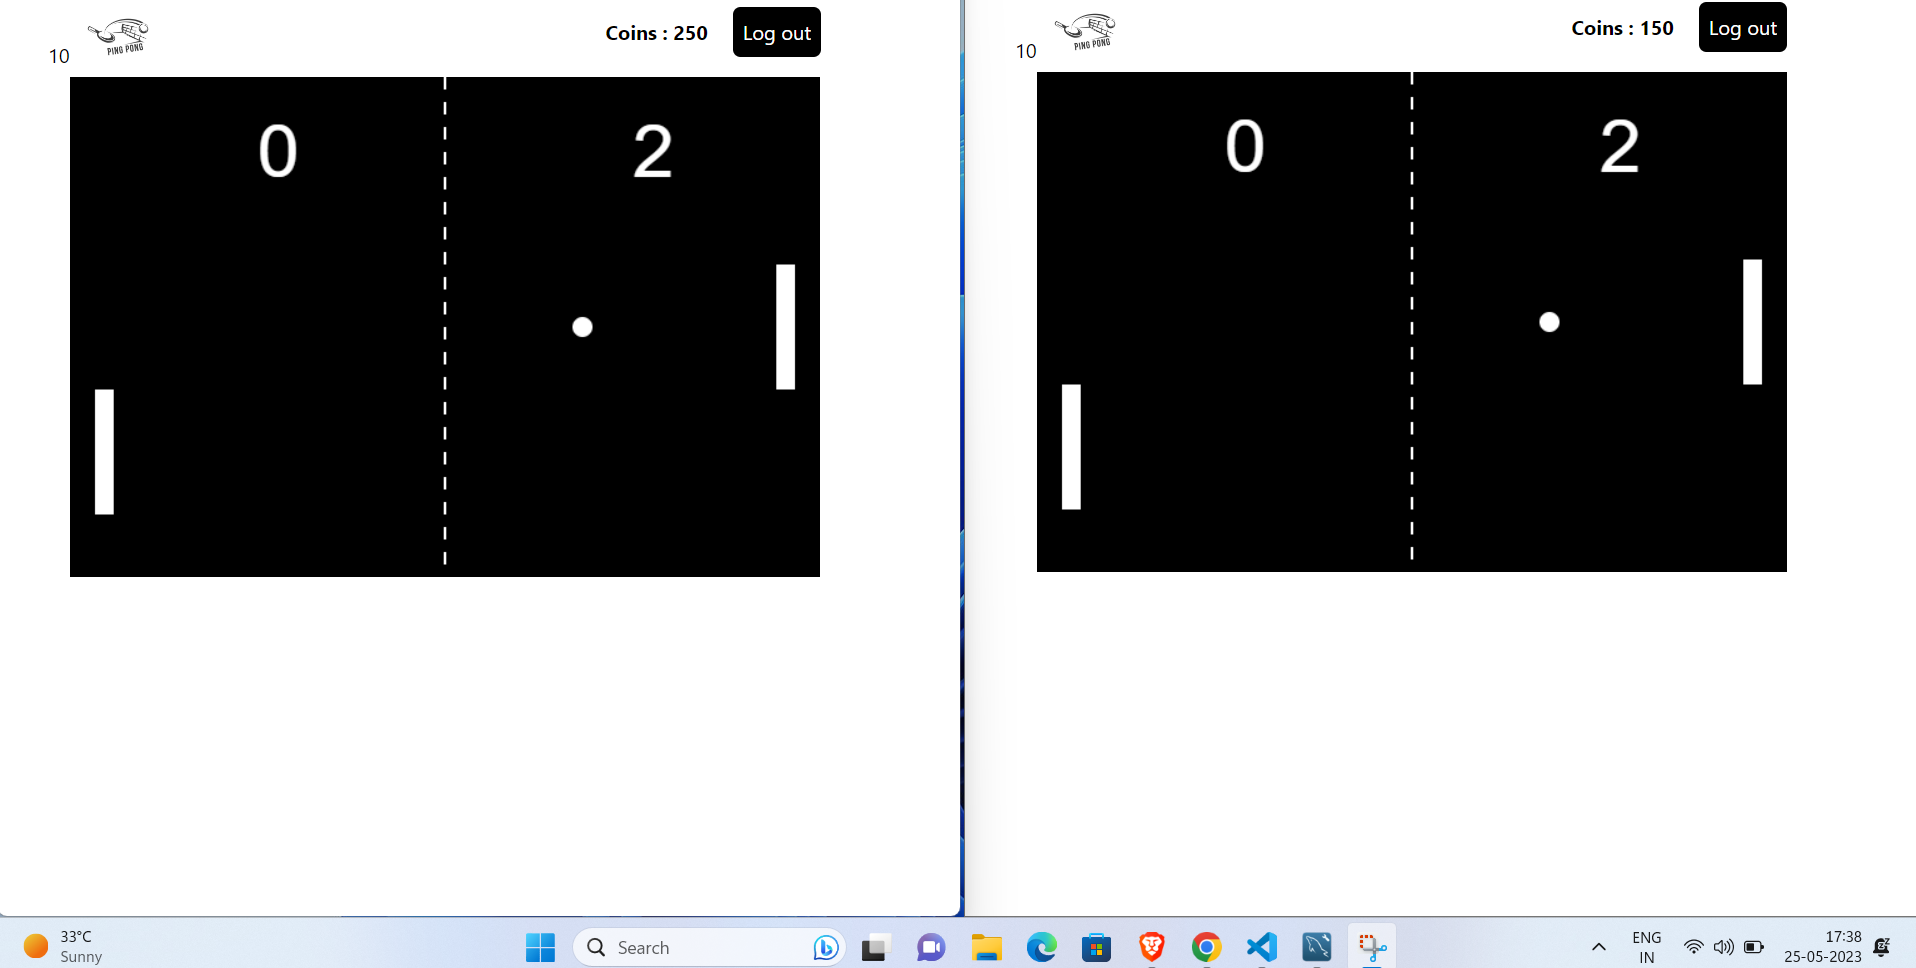 PING PONG
Coins : 250
Log out
10
0 2
PING PONG
Coins : 150
Log out
10
0 2
33°C
Sunny
Search
ENG
IN
17:38
25-05-2023